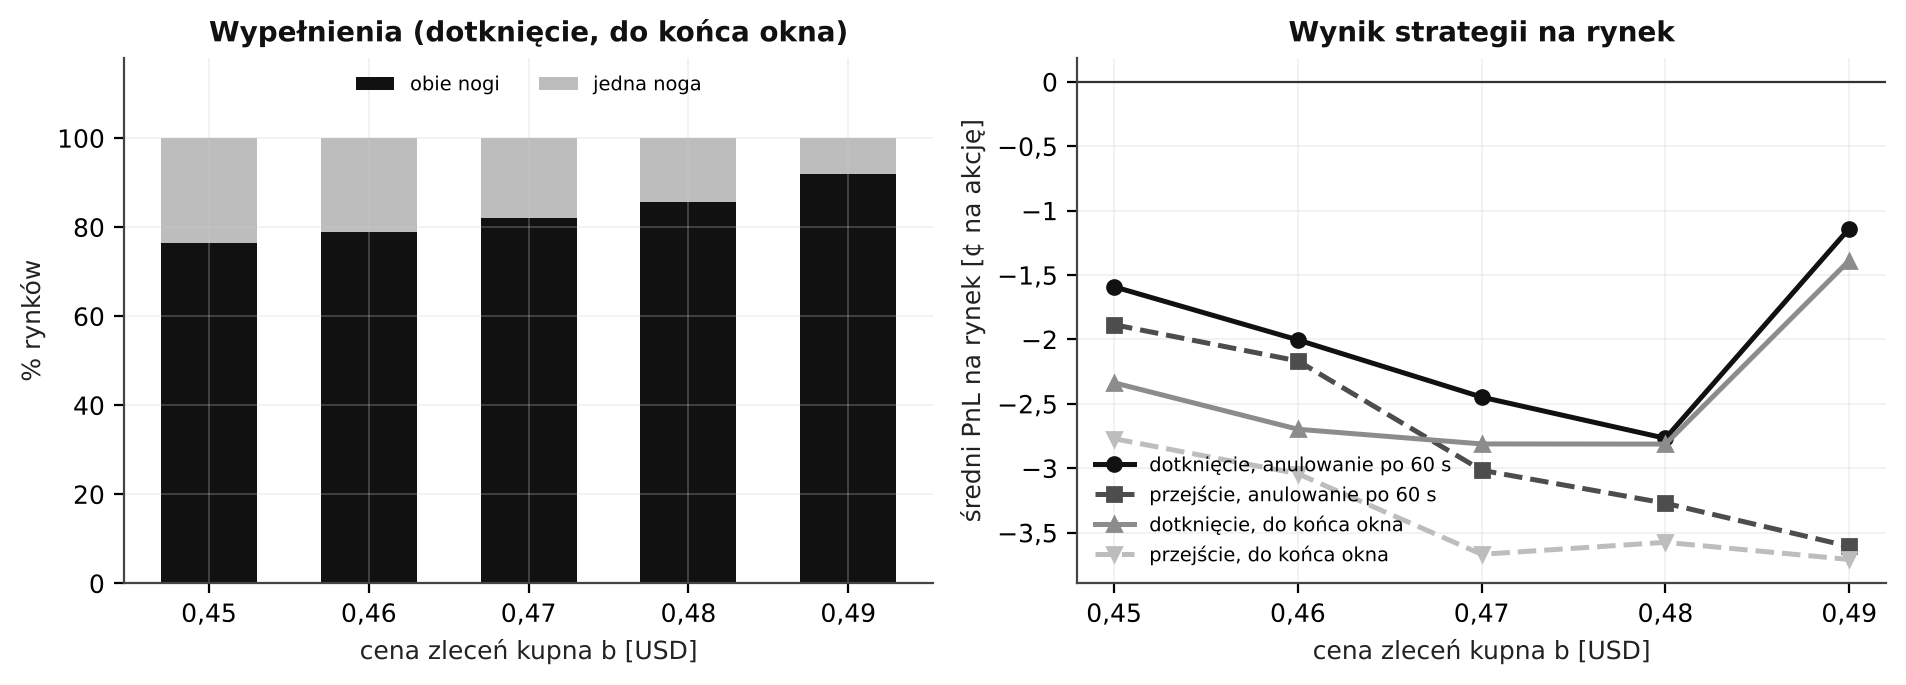 Wypełnienia (dotknięcie, do końca okna)
obie nogi
jedna noga
% rynków
100
80
60
40
20
0
0,45
0,46
0,47
0,48
0,49
cena zleceń kupna b [USD]
Wynik strategii na rynek
średni PnL na rynek [¢ na akcję]
0
−0,5
−1
−1,5
−2
−2,5
−3
−3,5
dotknięcie, anulowanie po 60 s
przejście, anulowanie po 60 s
dotknięcie, do końca okna
przejście, do końca okna
0,45
0,46
0,47
0,48
0,49
cena zleceń kupna b [USD]